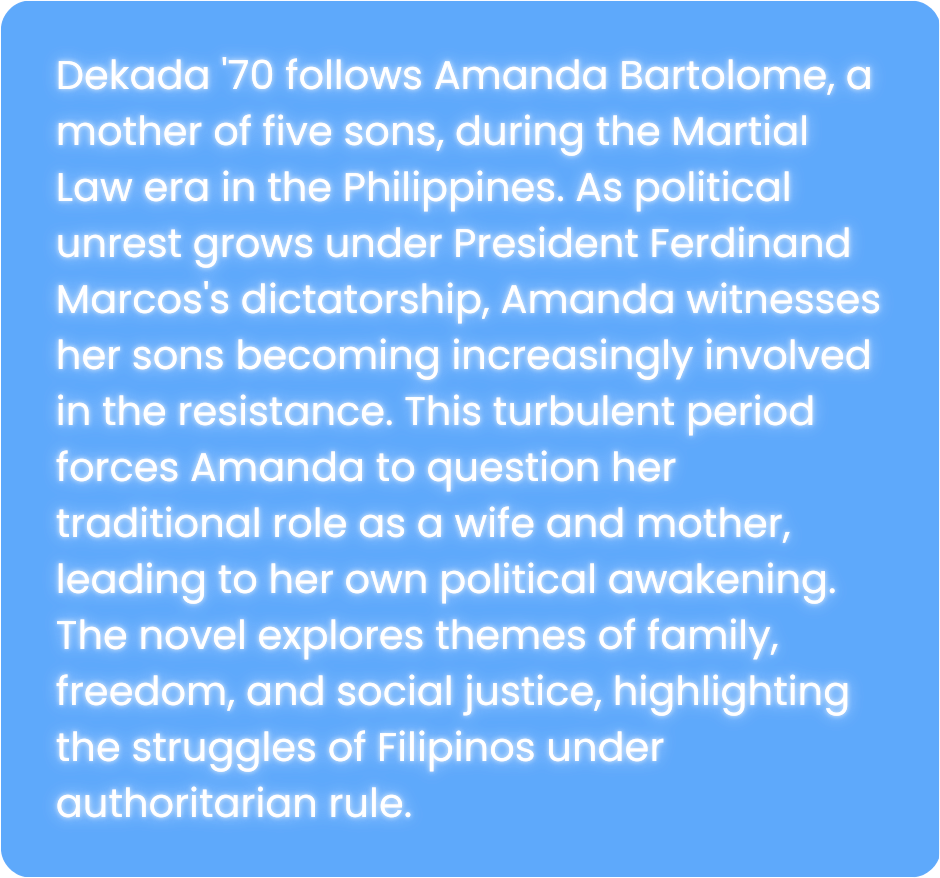 Dekada '70 follows Amanda Bartolome, a
mother of five sons, during the Martial
Law era in the Philippines. As political
unrest grows under President Ferdinand
Marcos's dictatorship, Amanda witnesses
her sons becoming increasingly involved
in the resistance. This turbulent period
forces Amanda to question her
traditional role as a wife and mother,
leading to her own political awakening.
The novel explores themes of family,
freedom, and social justice, highlighting
the struggles of Filipinos under
authoritarian rule.